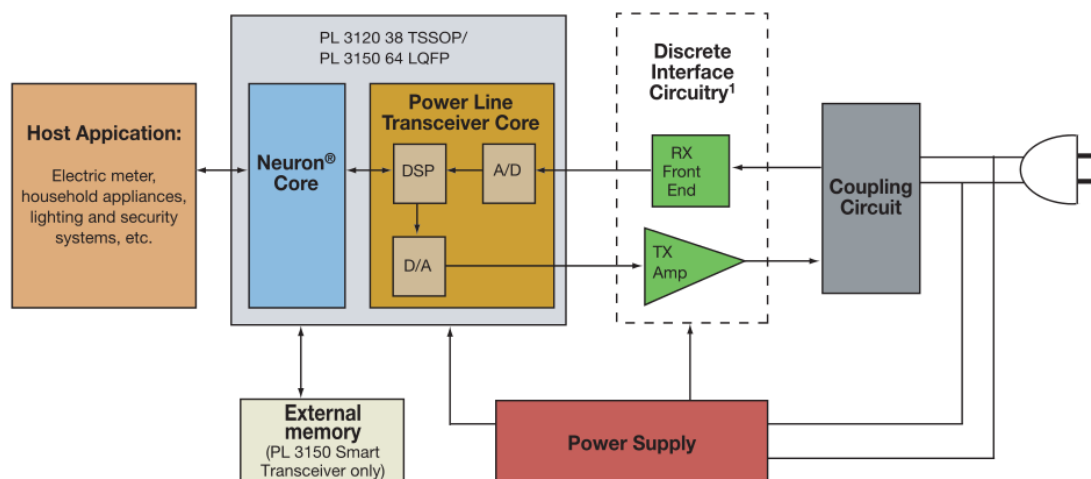 PL 3120 38 TSSOP/
PL 3150 64 LQFP
Host Appication:
Electric meter,
household appliances,
lighting and security
systems, etc.
Neuron®
Core
Power Line
Transceiver Core
DSP
A/D
D/A
Discrete
Interface
Circuitry¹
RX
Front
End
TX
Amp
Coupling
Circuit
External
memory
(PL 3150 Smart
Transceiver only)
Power Supply